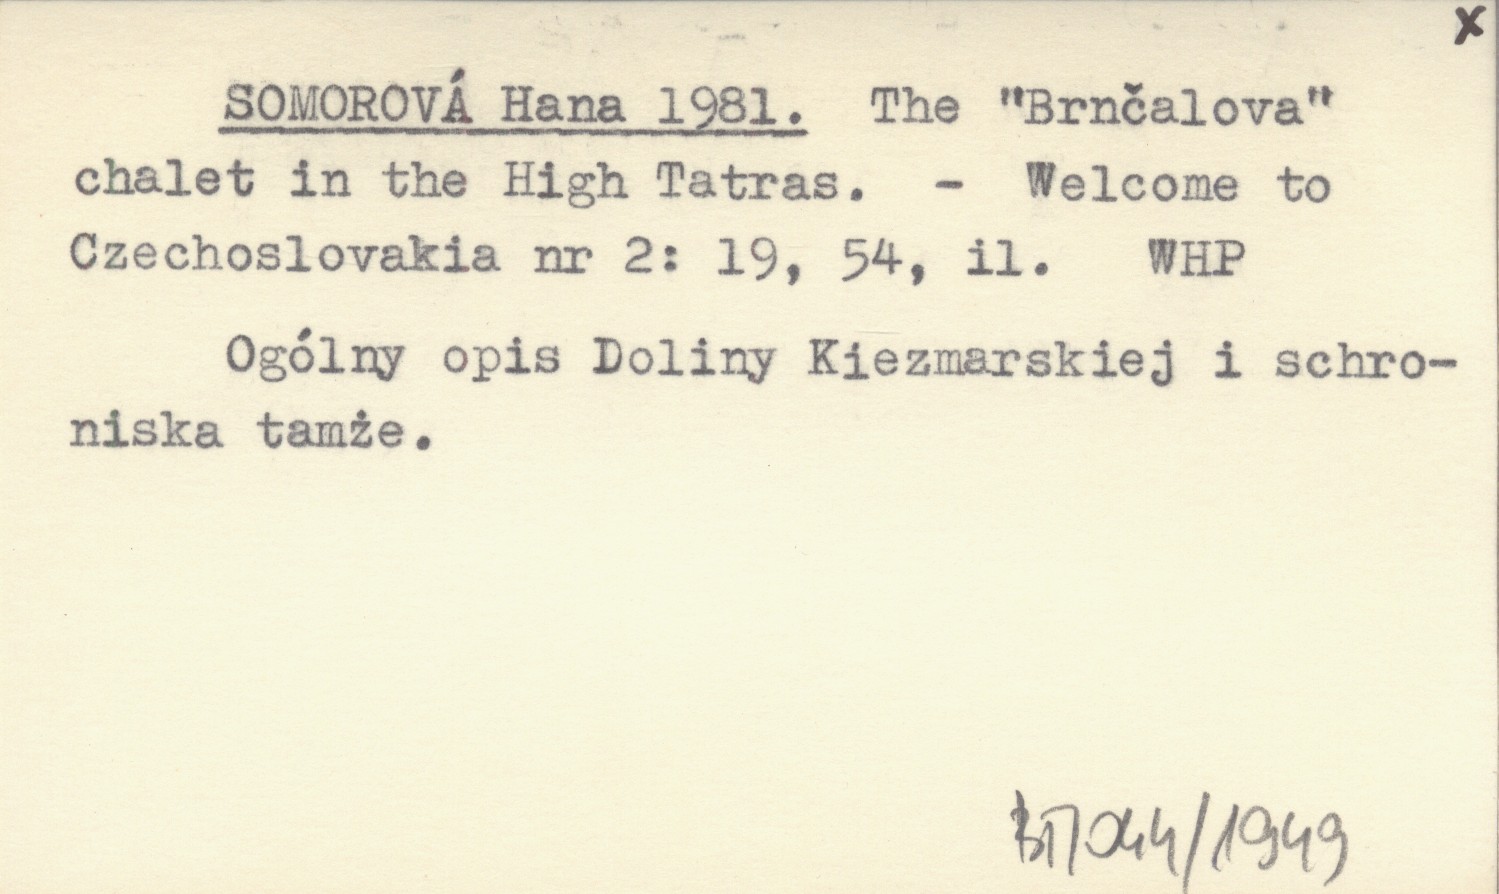 x
SOMOROVÁ Hana 1981. The "Brnčalova"
chalet in the High Tatras. - Welcome to
Czechoslovakia nr 2: 19, 54, il. WHP
Ogólny opis Doliny Kiezmarskiej i schro-
niska tamże.
/1949